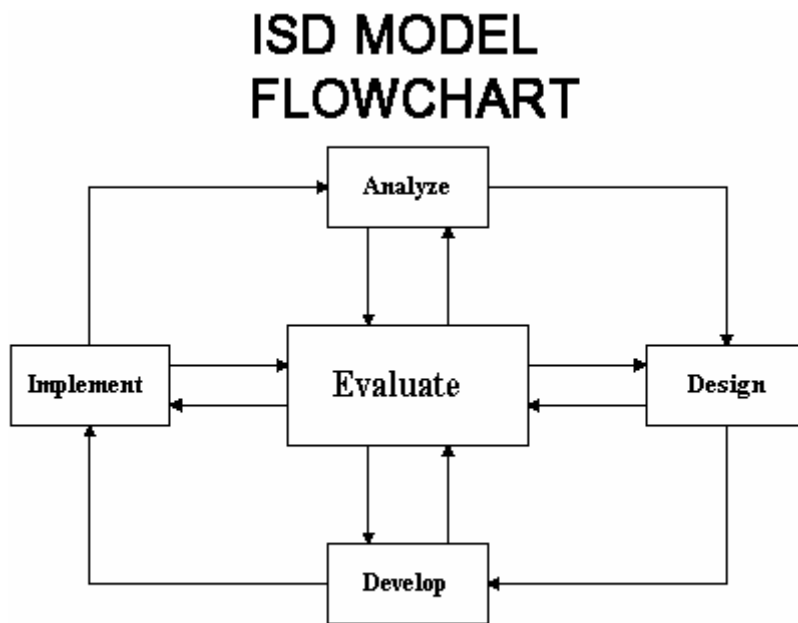 ISD MODEL
FLOWCHART
Analyze
Implement
Evaluate
Design
Develop